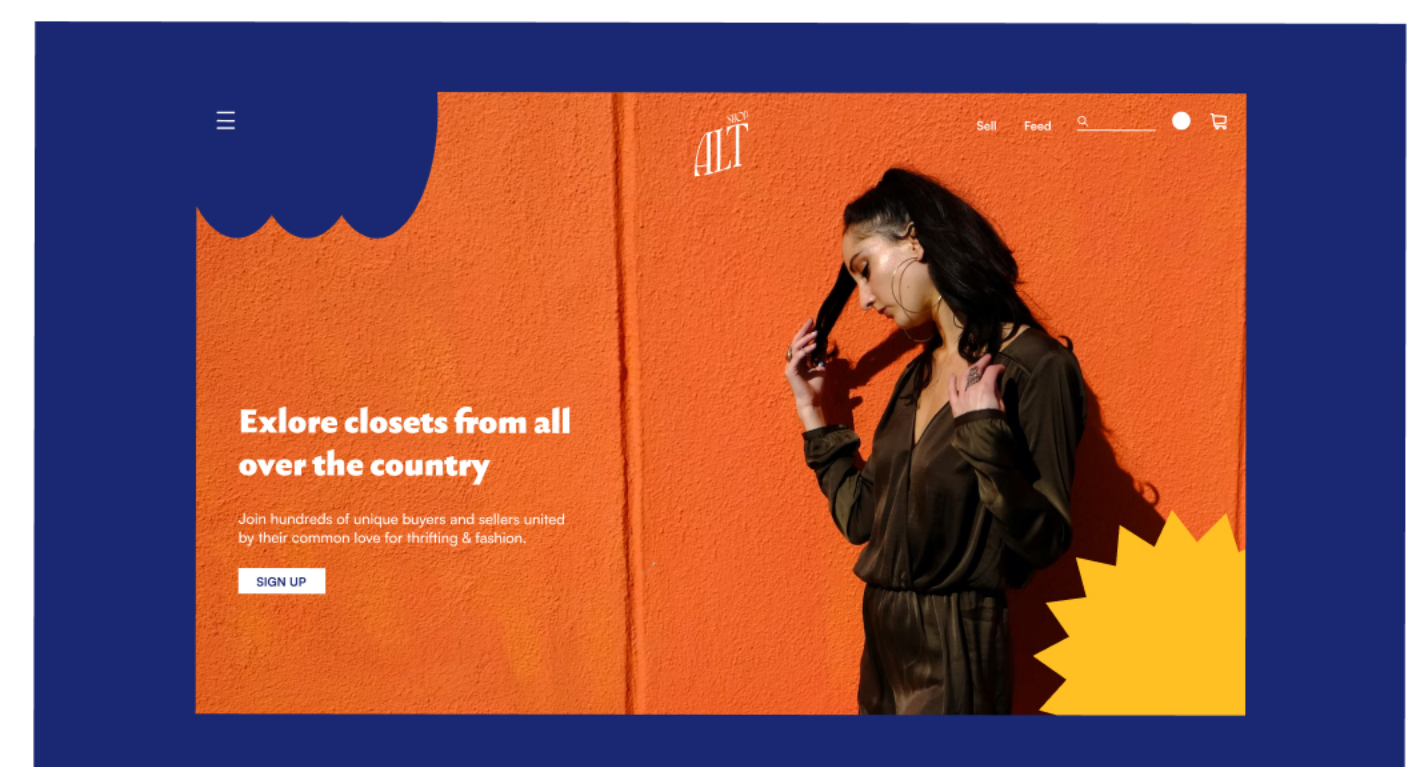 SHOP
ALT
Sell
Feed
Exlore closets from all
over the country
Join hundreds of unique buyers and sellers united
by their common love for thrifting & fashion.
SIGN UP